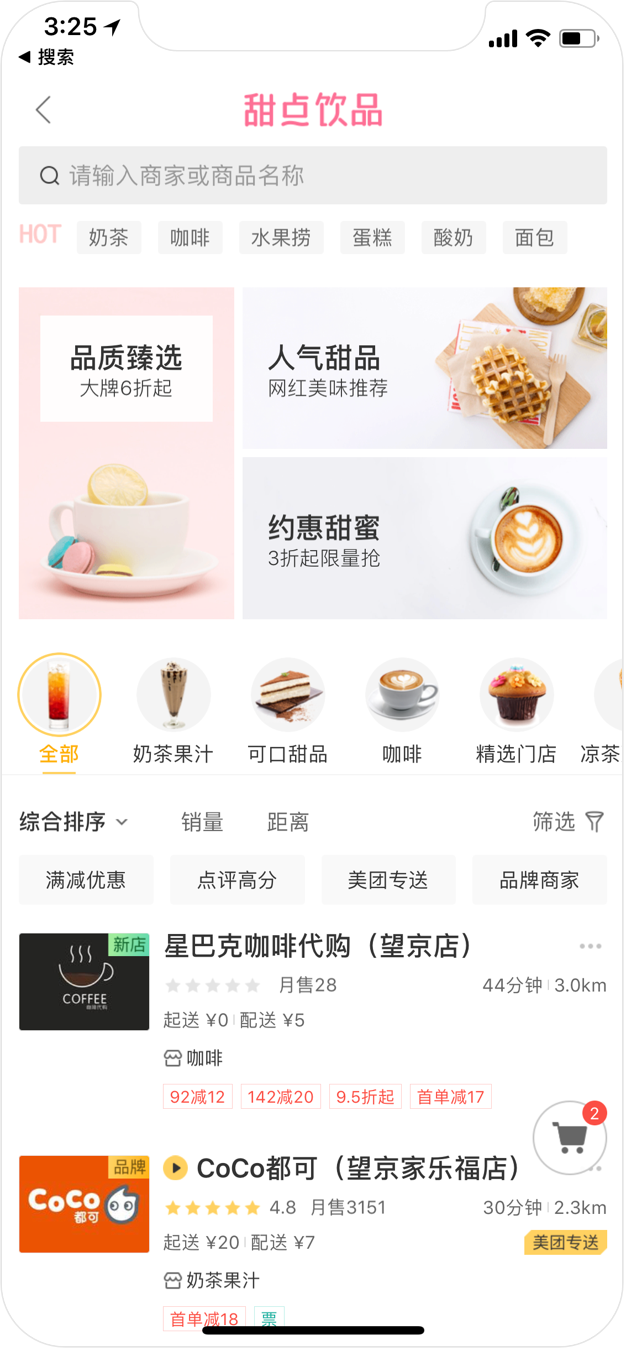 3:25
◀ 搜索
甜点饮品
请输入商家或商品名称
HOT 奶茶 咖啡 水果捞 蛋糕 酸奶 面包
品质臻选
大牌6折起
人气甜品
网红美味推荐
约惠甜蜜
3折起限量抢
全部 奶茶果汁 可口甜品 咖啡 精选门店 凉茶
综合排序 销量 距离 筛选
满减优惠 点评高分 美团专送 品牌商家
新店
COFFEE
咖啡代购
星巴克咖啡代购（望京店）
月售28 44分钟 3.0km
起送 ¥0 配送 ¥5
咖啡
92减12 142减20 9.5折起 首单减17
2
品牌
CoCo
都可
CoCo都可（望京家乐福店）
4.8 月售3151 30分钟 2.3km
起送 ¥20 配送 ¥7 美团专送
奶茶果汁
首单减18 票